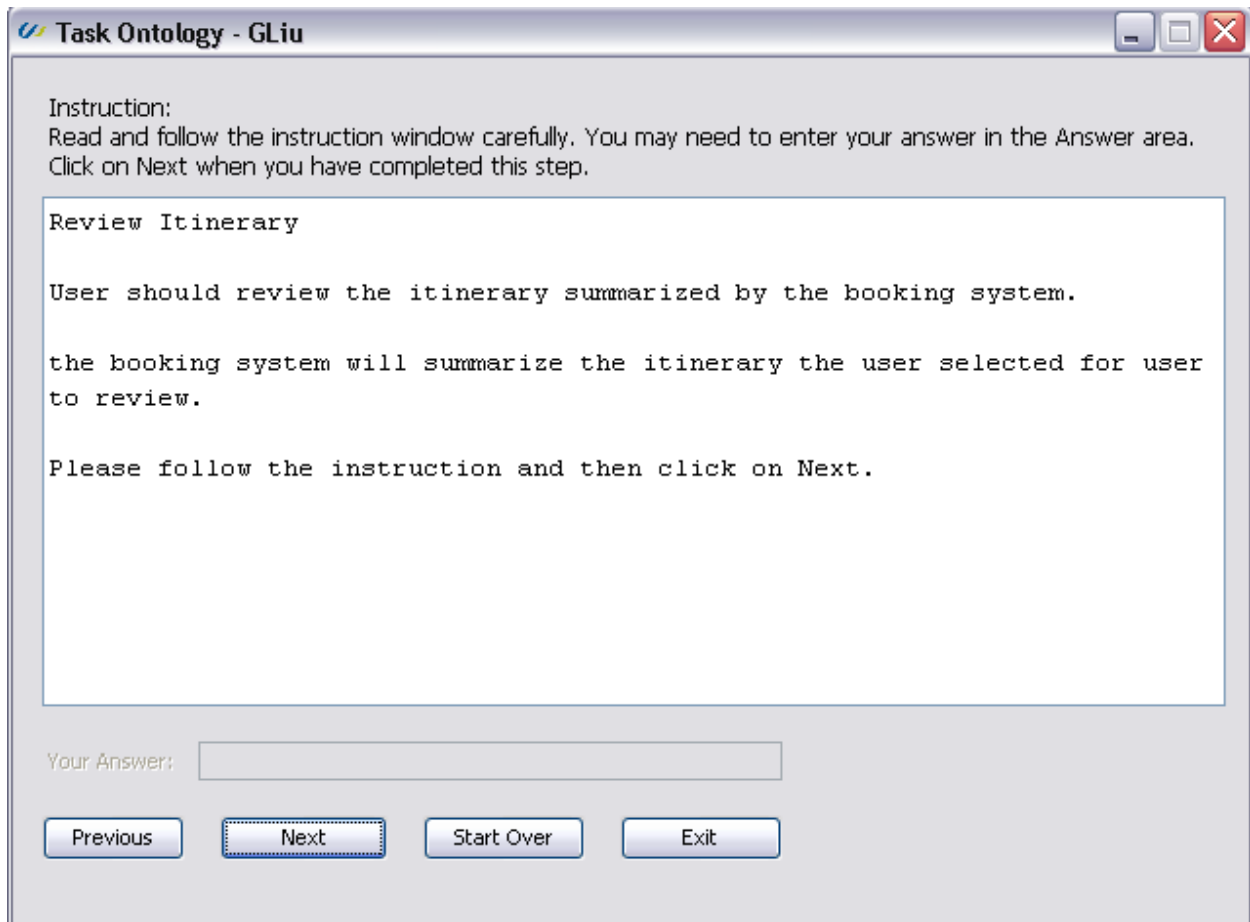 Task Ontology - GLiu
Instruction:
Read and follow the instruction window carefully. You may need to enter your answer in the Answer area.
Click on Next when you have completed this step.
Review Itinerary
User should review the itinerary summarized by the booking system.
the booking system will summarize the itinerary the user selected for user
to review.
Please follow the instruction and then click on Next.
Your Answer:
Previous
Next
Start Over
Exit